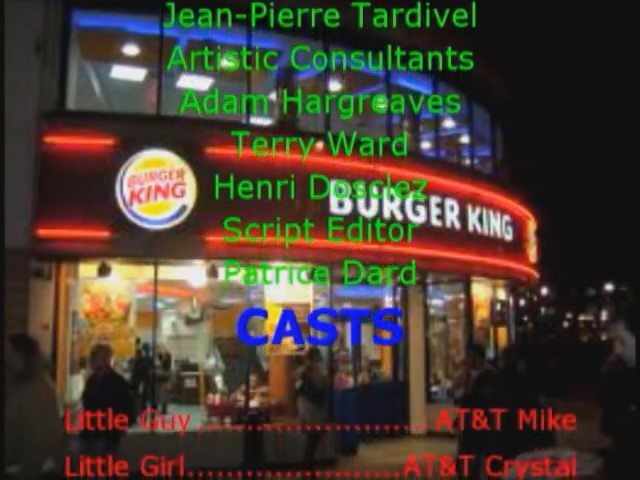 Jean-Pierre Tardivel
Artistic Consultants
Adam Hargreaves
Terry Ward
Henri Dosclez
Script Editor
Patrice Dard
BURGER
KING
BURGER KING
CASTS
Little Guy.........................AT&T Mike
Little Girl.........................AT&T Crystal